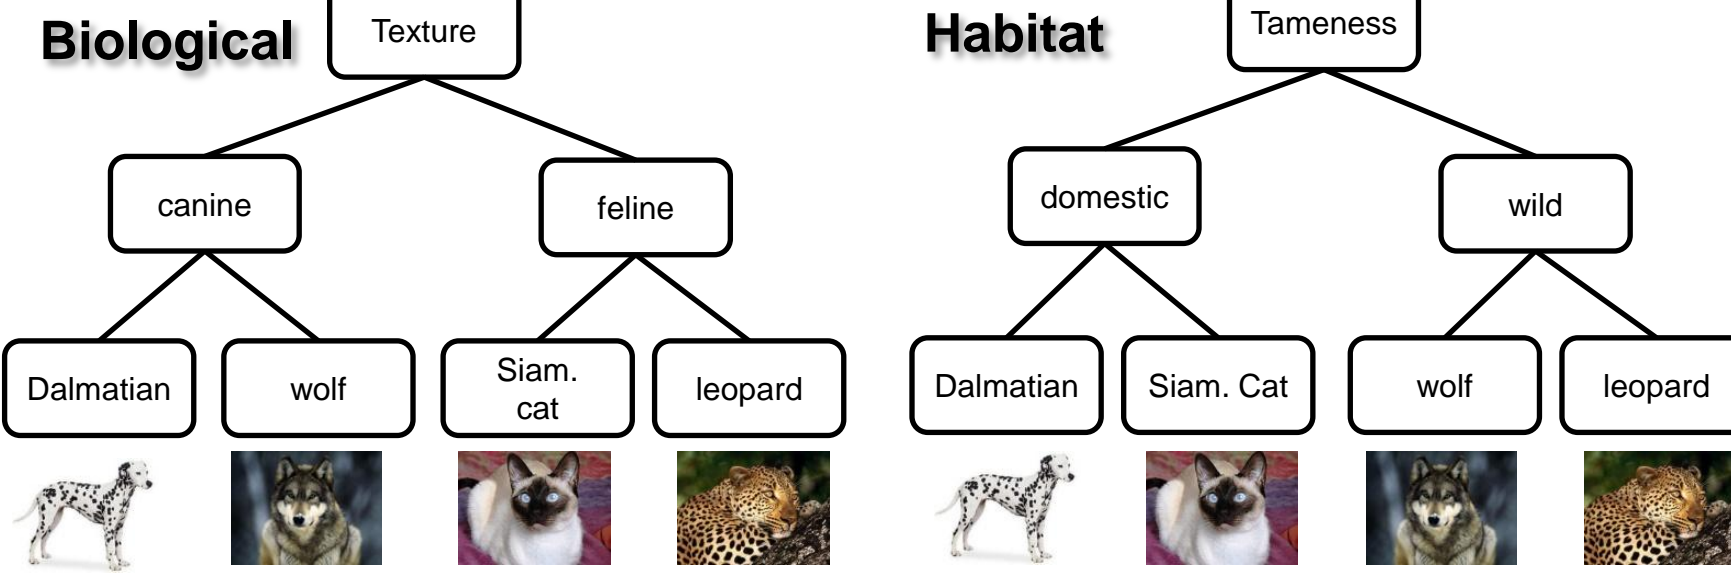 Biological
Texture
canine
feline
Dalmatian
wolf
Siam.
cat
leopard
Habitat
Tameness
domestic
wild
Dalmatian
Siam. Cat
wolf
leopard